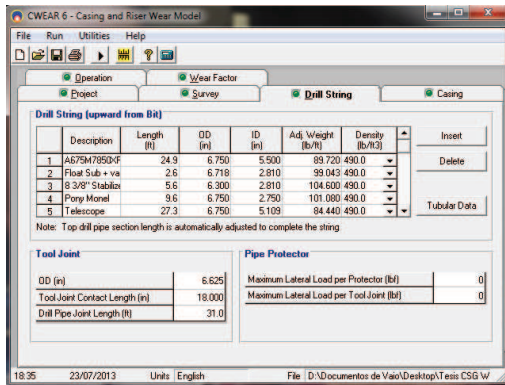 CWEAR 6 - Casing and Riser Wear Model
File Run Utilities Help
Operation Wear Factor
Project Survey Drill String Casing
Drill String (upward from Bit)
Description Length (ft) OD (in) ID (in) Adj. Weight (lb/ft) Density (lb/ft3)
1 A675M7850XF 24.9 6.750 5.500 89.720 490.0
2 Float Sub + va 2.6 6.718 2.810 99.043 490.0
3 8 3/8" Stabiliz 5.6 6.300 2.810 104.600 490.0
4 Pony Monel 9.6 6.750 2.750 101.080 490.0
5 Telescope 27.3 6.750 5.109 84.440 490.0
Insert
Delete
Tubular Data
Note: Top drill pipe section length is automatically adjusted to complete the string
Tool Joint
OD (in) 6.625
Tool Joint Contact Length (in) 18.000
Drill Pipe Joint Length (ft) 31.0
Pipe Protector
Maximum Lateral Load per Protector (lbf) 0
Maximum Lateral Load per Tool Joint (lbf) 0
18:35 23/07/2013 Units English File D:\Documentos de Vaio\Desktop\Tesis CSG W